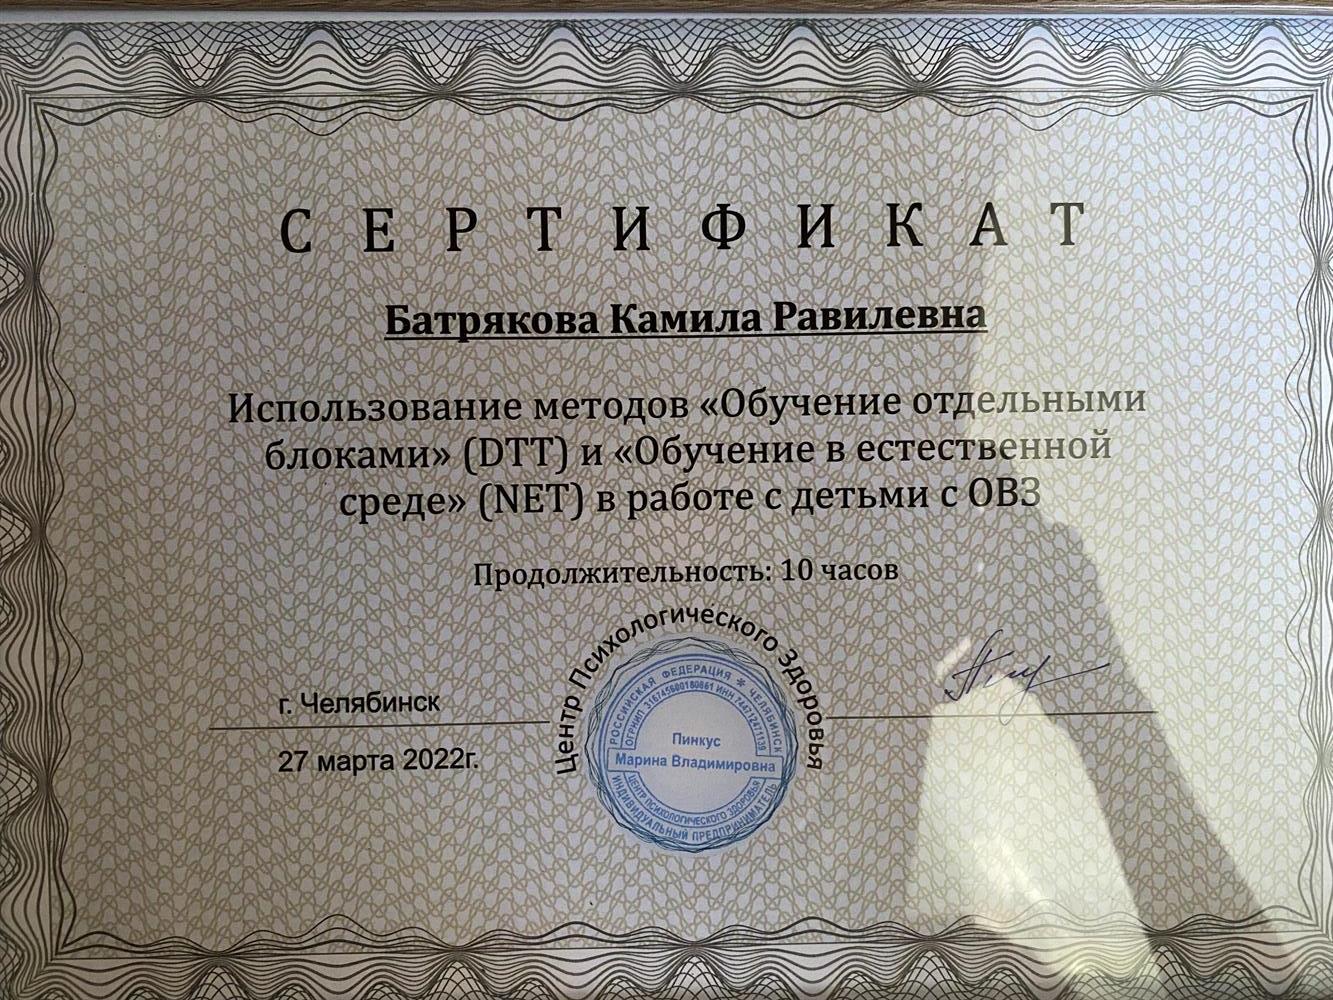 СЕРТИФИКАТ
Батрякова Камила Равилевна
Использование методов «Обучение отдельными
блоками» (DTT) и «Обучение в естественной
среде» (NET) в работе с детьми с ОВЗ
Продолжительность: 10 часов
Центр Психологического Здоровья
РОССИЙСКАЯ ФЕДЕРАЦИЯ * ЧЕЛЯБИНСК
ОГРНИП ИНН
Пинкус
Марина Владимировна
ЦЕНТР ПСИХОЛОГИЧЕСКОГО ЗДОРОВЬЯ
ИНДИВИДУАЛЬНЫЙ ПРЕДПРИНИМАТЕЛЬ
г. Челябинск
27 марта 2022г.